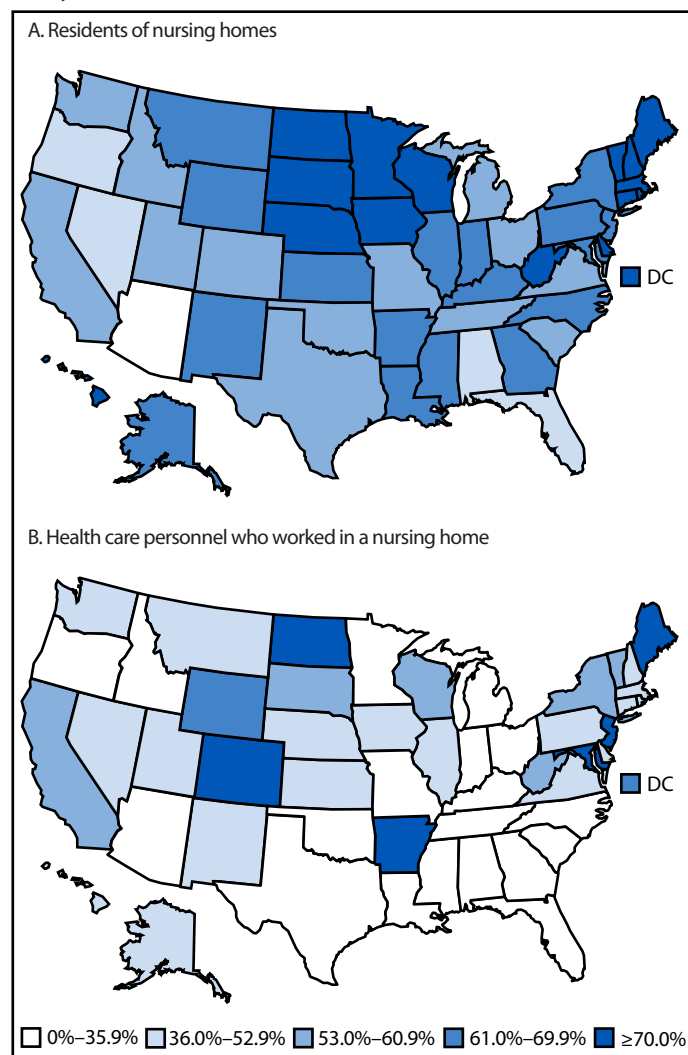 A. Residents of nursing homes
DC
B. Health care personnel who worked in a nursing home
DC
0%–35.9% 36.0%–52.9% 53.0%–60.9% 61.0%–69.9% ≥70.0%